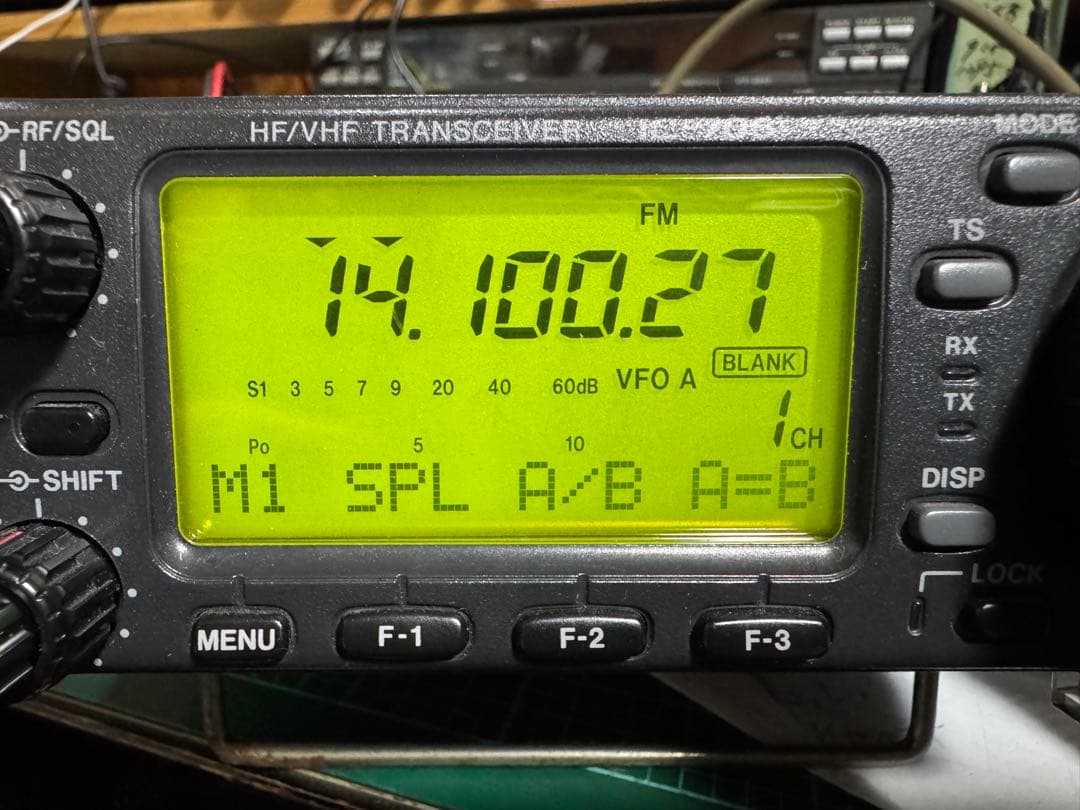 RF/SQL
HF/VHF TRANSCEIVER
MODE
FM
TS
14.100.27
RX
S1 3 5 7 9 20 40 60dB VFO A BLANK
TX
1CH
Po 5 10
SHIFT
M1 SPL A/B A=B
DISP
LOCK
MENU F-1 F-2 F-3